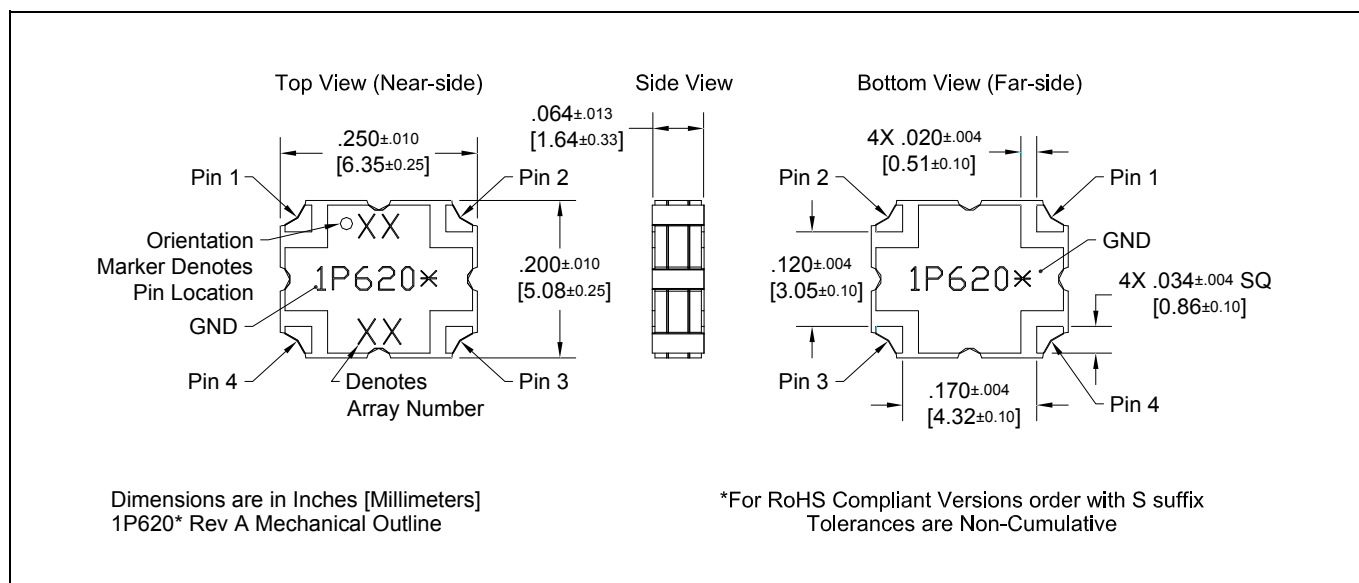 Top View (Near-side)
Side View
Bottom View (Far-side)
.250±.010
[6.35±0.25]
.064±.013
[1.64±0.33]
4X .020±.004
[0.51±0.10]
Pin 1
Pin 2
Pin 2
Pin 1
Orientation
Marker Denotes
Pin Location
XX
1P620*
XX
GND
.200±.010
[5.08±0.25]
.120±.004
[3.05±0.10]
1P620*
GND
4X .034±.004 SQ
[0.86±0.10]
Pin 4
Denotes
Array Number
Pin 3
Pin 3
.170±.004
[4.32±0.10]
Pin 4
Dimensions are in Inches [Millimeters]
1P620* Rev A Mechanical Outline
*For RoHS Compliant Versions order with S suffix
Tolerances are Non-Cumulative